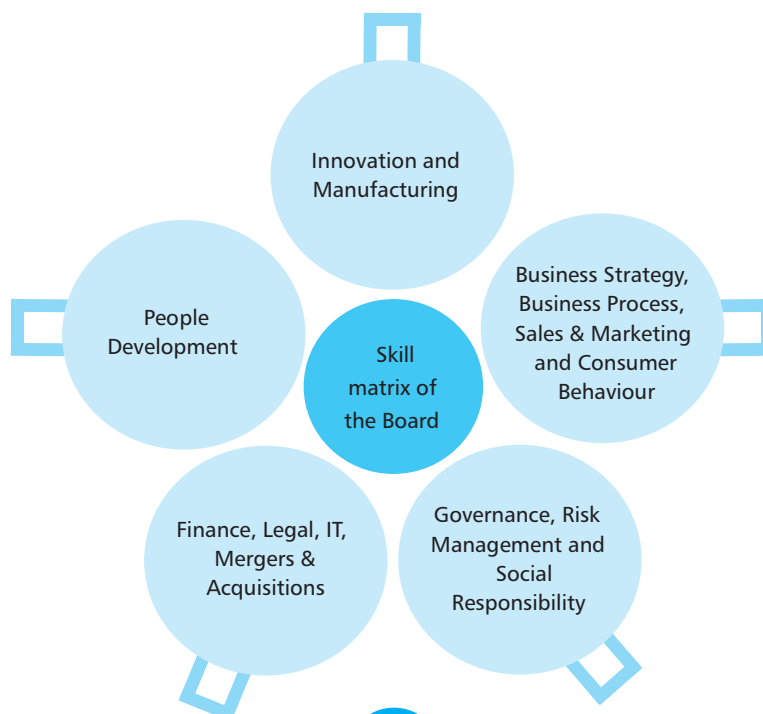 Innovation and
Manufacturing
Business Strategy,
Business Process,
Sales & Marketing
and Consumer
Behaviour
People
Development
Skill
matrix of
the Board
Finance, Legal, IT,
Mergers &
Acquisitions
Governance, Risk
Management and
Social
Responsibility